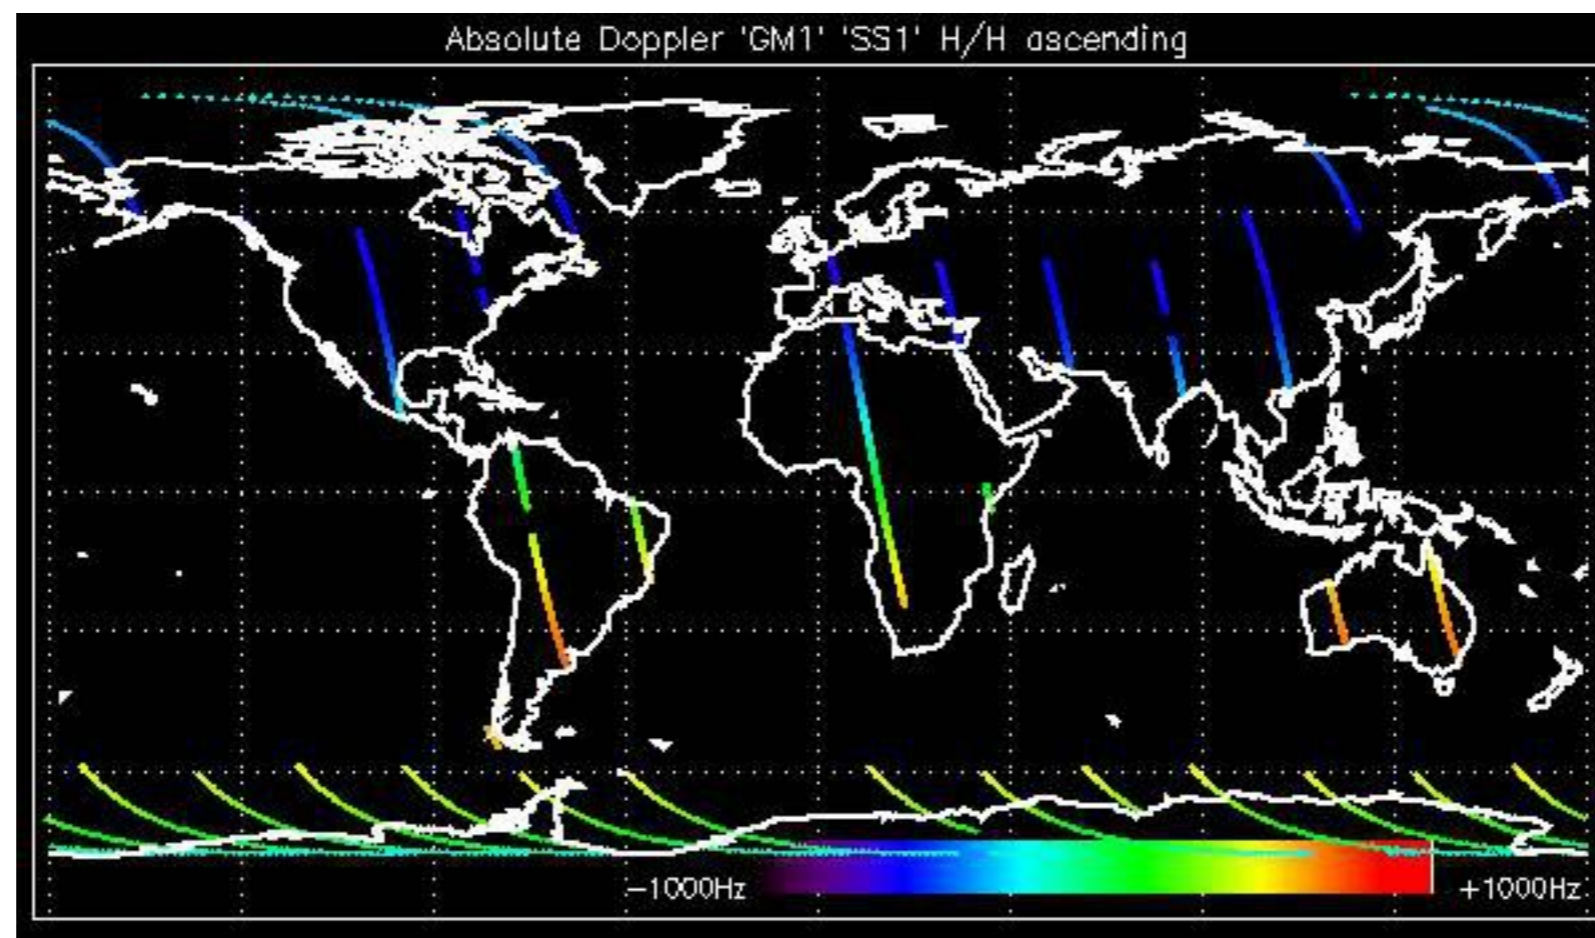 Absolute Doppler 'GM1' 'SS1' H/H ascending
−1000Hz
+1000Hz